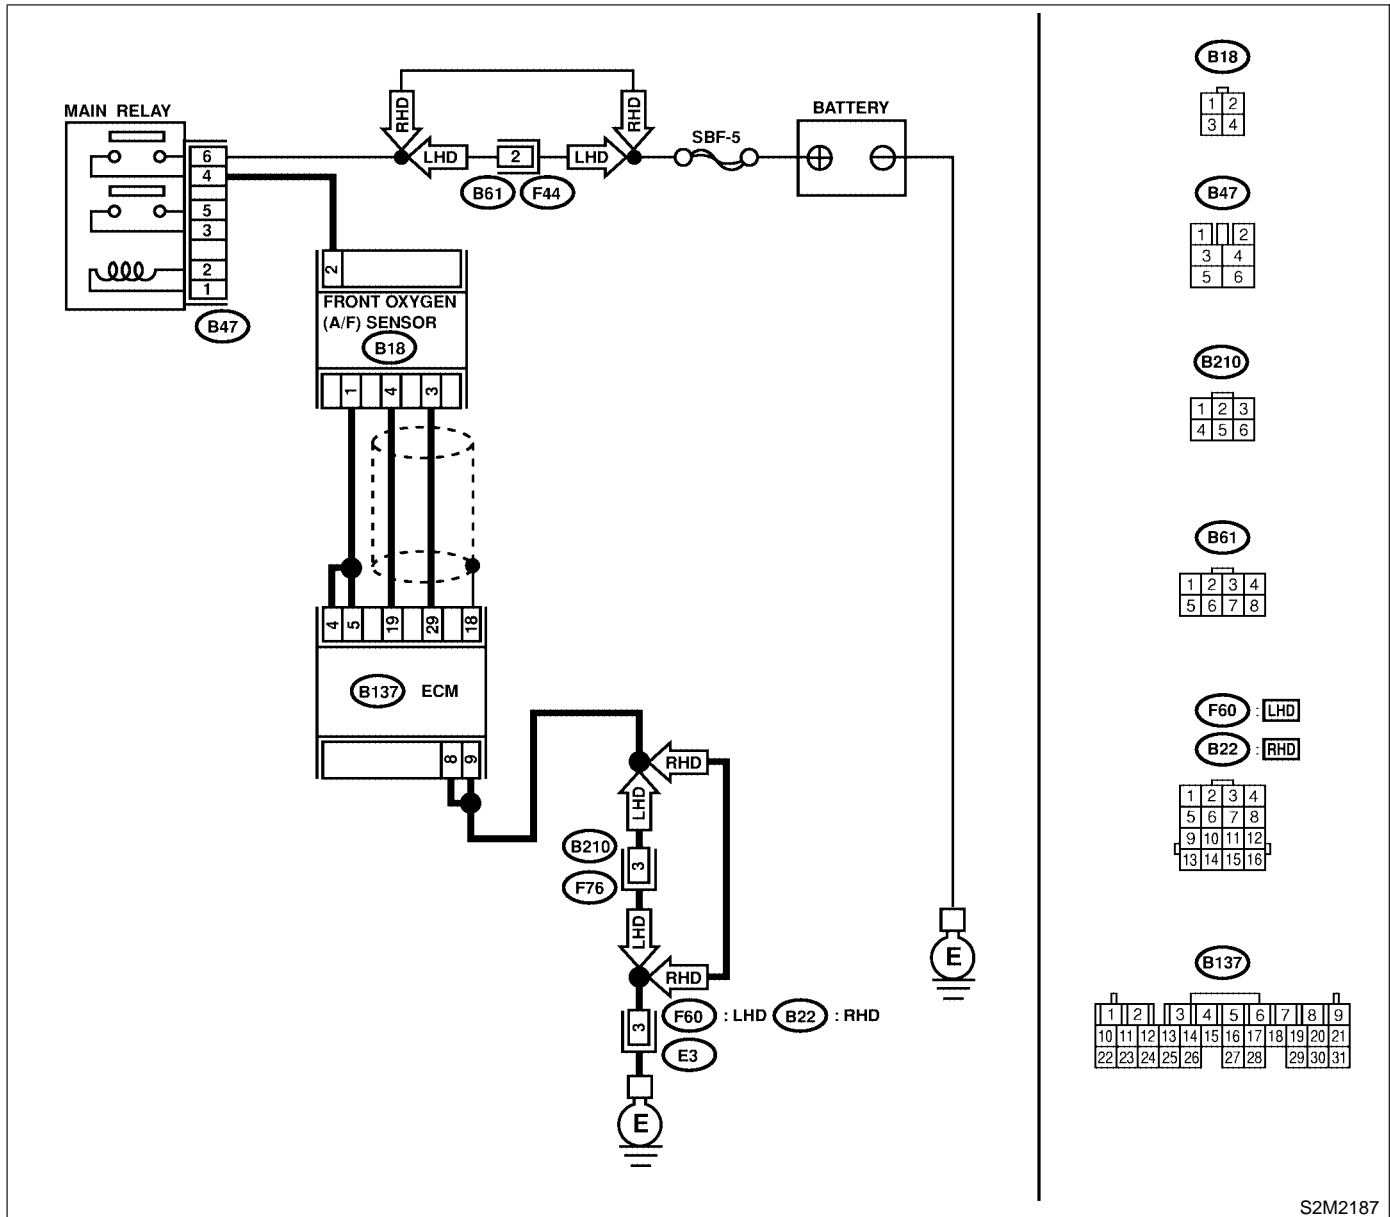 MAIN RELAY
6
4
5
3
2
1
B47
RHD
RHD
LHD
2
LHD
B61
F44
SBF-5
BATTERY
2
FRONT OXYGEN
(A/F) SENSOR
B18
1 4 3
4 5 19 29 18
B137 ECM
8 9
RHD
LHD
B210
3
F76
LHD
RHD
F60 : LHD B22 : RHD
3
E3
E
E
B18
1 2
3 4
B47
1 2
3 4
5 6
B210
1 2 3
4 5 6
B61
1 2 3 4
5 6 7 8
F60 : LHD
B22 : RHD
1 2 3 4
5 6 7 8
9 10 11 12
13 14 15 16
B137
1 2 3 4 5 6 7 8 9
10 11 12 13 14 15 16 17 18 19 20 21
22 23 24 25 26 27 28 29 30 31
S2M2187